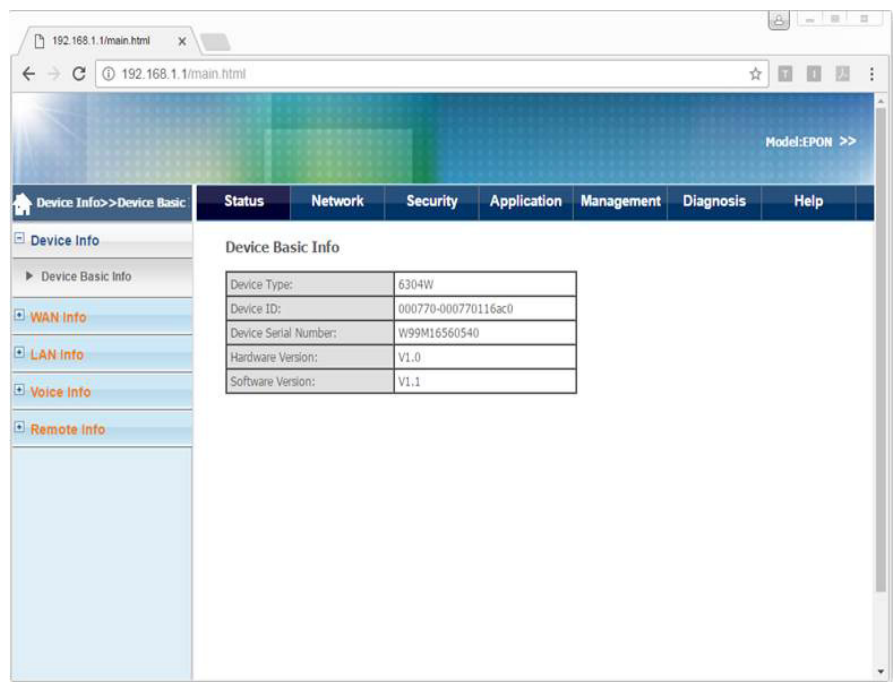 192.168.1.1/main.html
192.168.1.1/main.html
Model:EPON >>
Device Info>>Device Basic
Status Network Security Application Management Diagnosis Help
Device Info
Device Basic Info
WAN Info
LAN Info
Voice Info
Remote Info
Device Basic Info
Device Type: 6304W
Device ID: 000770-000770116ac0
Device Serial Number: W99M16560540
Hardware Version: V1.0
Software Version: V1.1